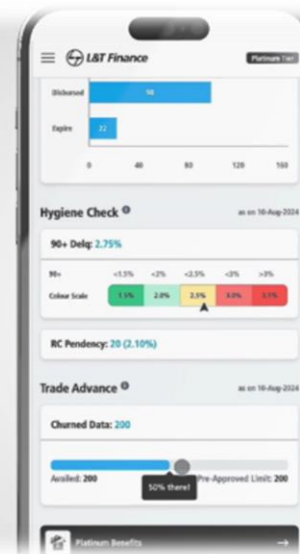 L&T Finance
Platinum Tier
Disbursed 98
Expire 22
0 40 80 120 160
Hygiene Check
as on 16-Aug-2024
90+ Delq: 2.75%
90+ <1.5% <2% <2.5% <3% >3%
Colour Scale 1.5% 2.0% 2.5% 3.0% 3.1%
RC Pendency: 20 (2.10%)
Trade Advance
as on 16-Aug-2024
Churned Data: 200
Availed: 200 Pre-Approved Limit: 200
50% there!
Platinum Benefits